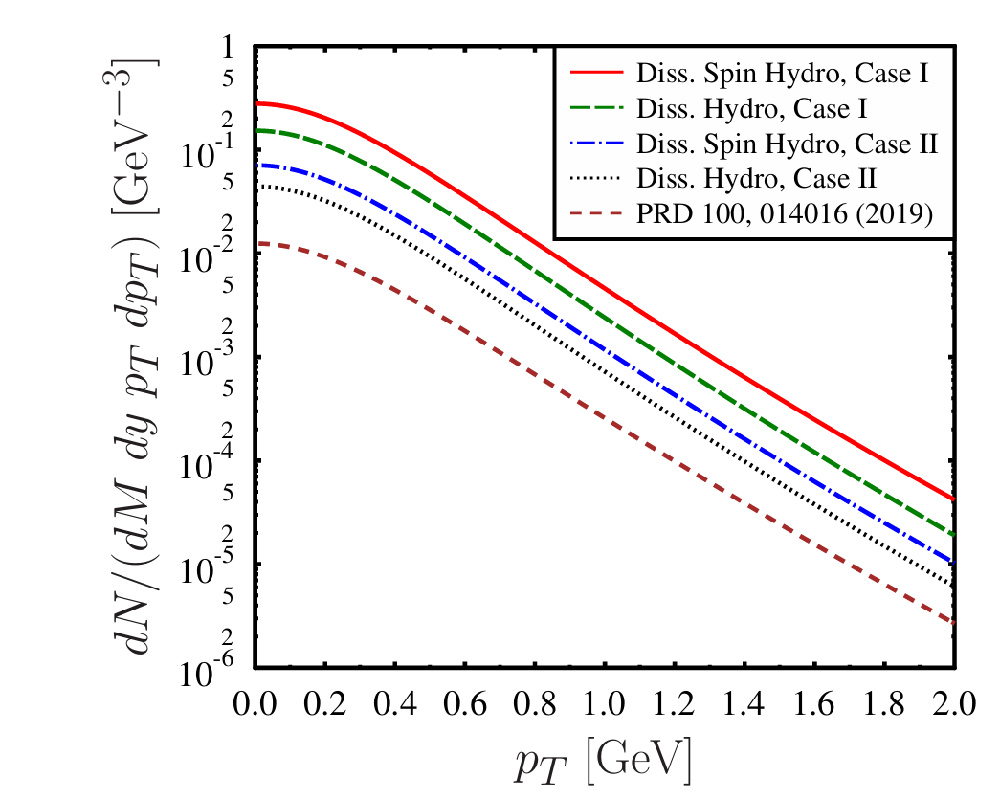 dN/(dM dy p_T dp_T) [GeV^−3]
1
5
2
10^-1
5
2
10^-2
5
2
10^-3
5
2
10^-4
5
2
10^-5
5
2
10^-6
Diss. Spin Hydro, Case I
Diss. Hydro, Case I
Diss. Spin Hydro, Case II
Diss. Hydro, Case II
PRD 100, 014016 (2019)
0.0 0.2 0.4 0.6 0.8 1.0 1.2 1.4 1.6 1.8 2.0
p_T [GeV]